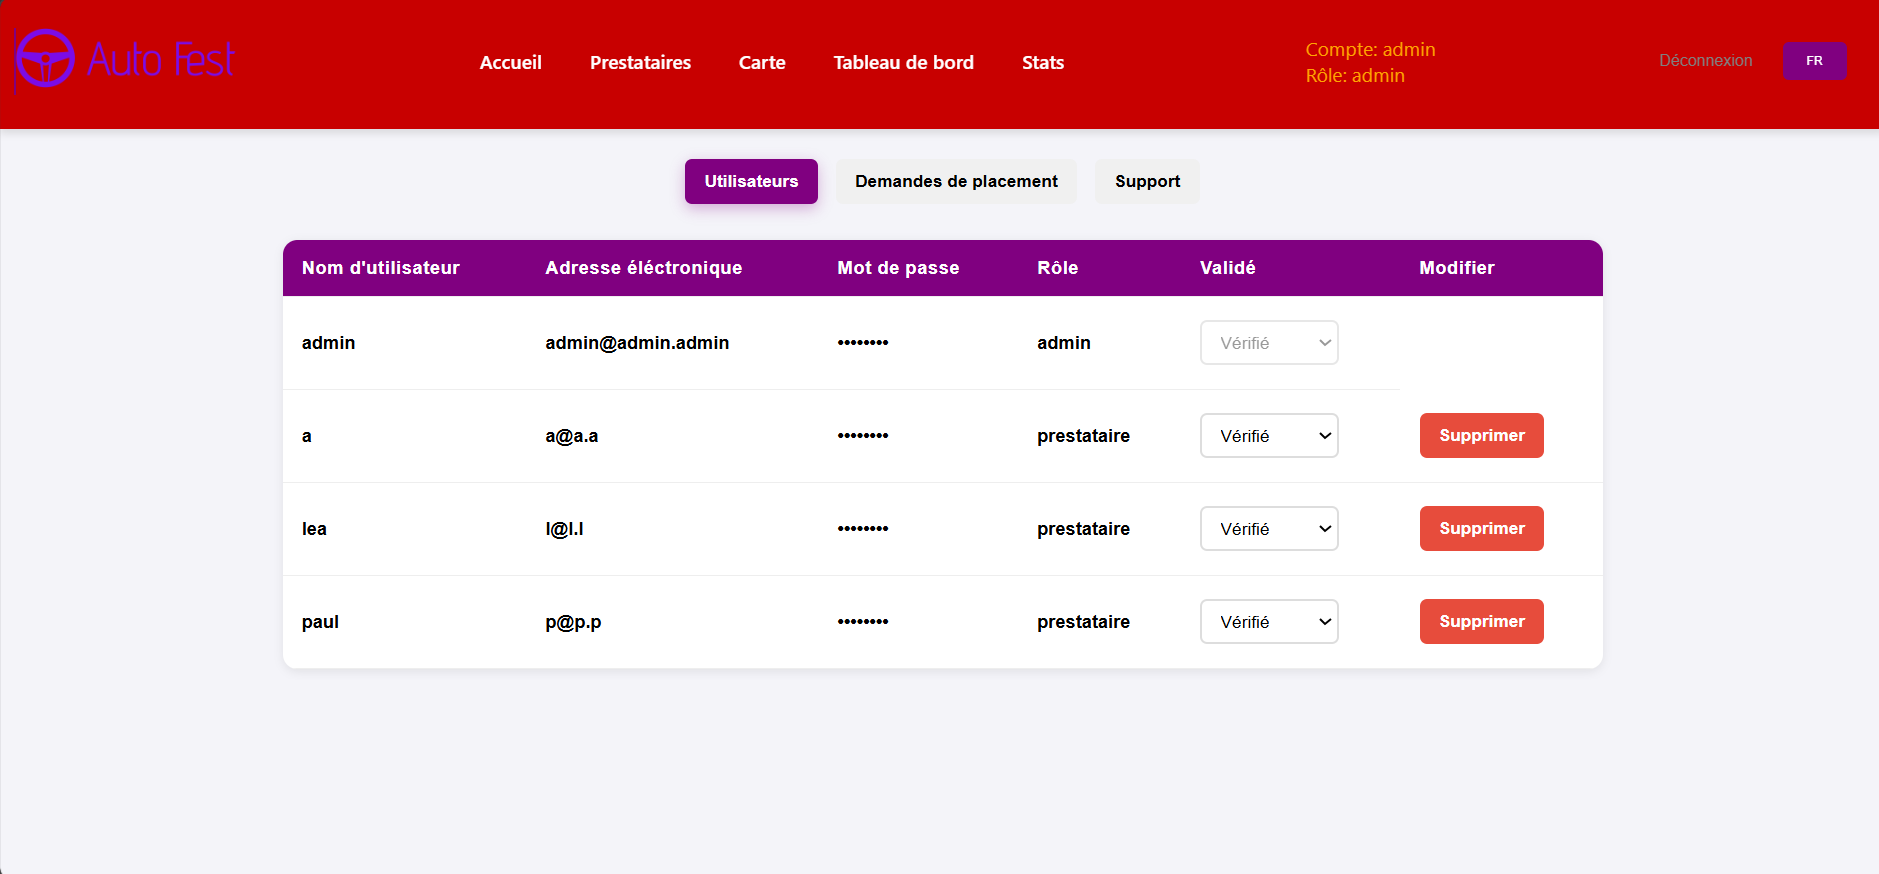 Auto Fest
Accueil Prestataires Carte Tableau de bord Stats
Compte: admin
Rôle: admin
Déconnexion FR
Utilisateurs Demandes de placement Support
Nom d'utilisateur Adresse éléctronique Mot de passe Rôle Validé Modifier
admin admin@admin.admin •••••••• admin Vérifié
a a@a.a •••••••• prestataire Vérifié Supprimer
lea l@l.l •••••••• prestataire Vérifié Supprimer
paul p@p.p •••••••• prestataire Vérifié Supprimer